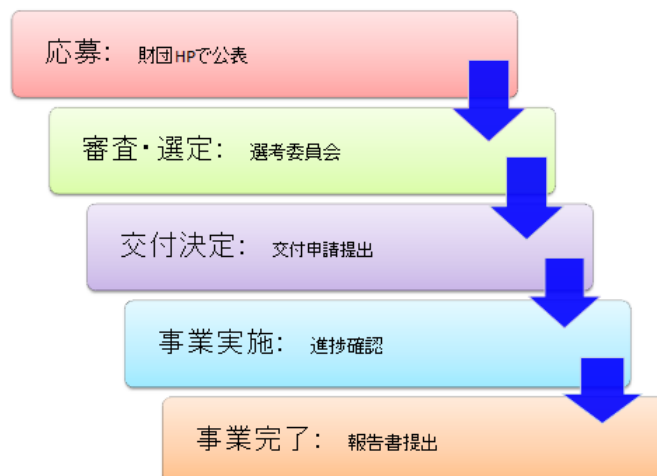 応募： 財団HPで公表
審査・選定： 選考委員会
交付決定： 交付申請提出
事業実施： 進捗確認
事業完了： 報告書提出